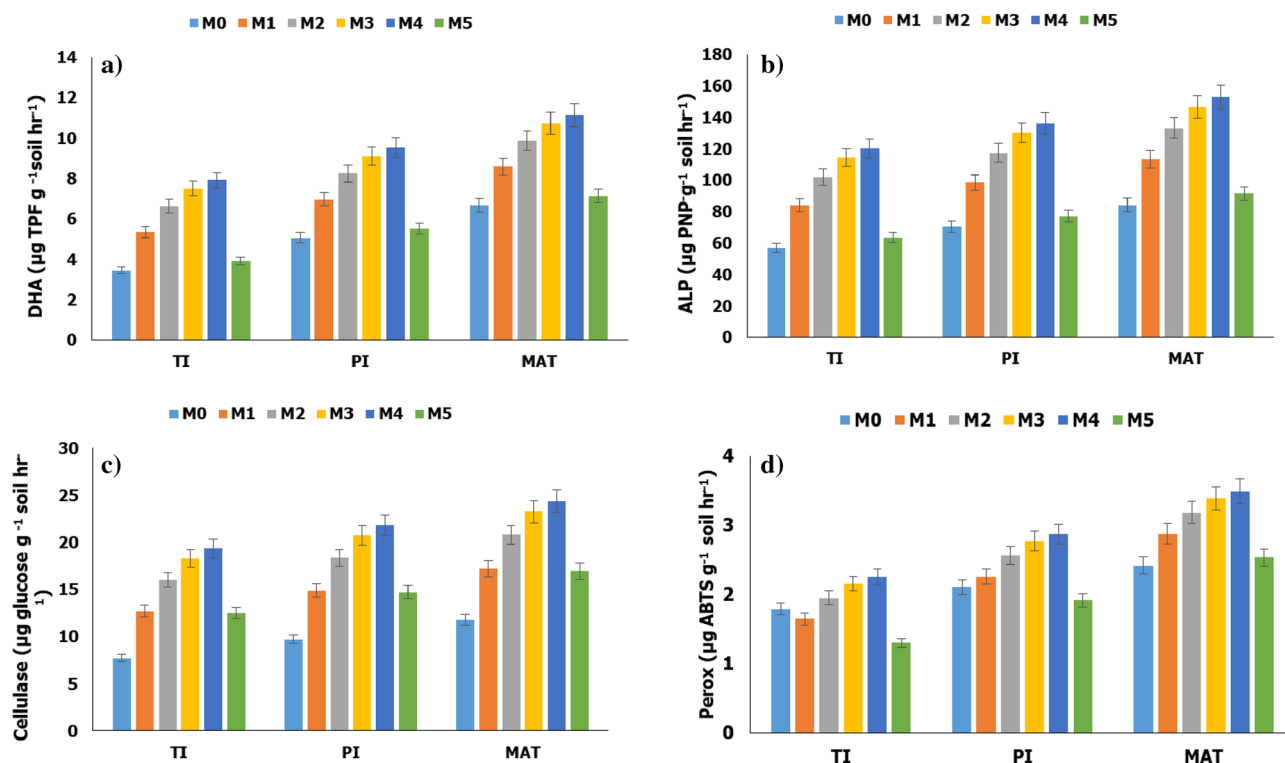 M0 M1 M2 M3 M4 M5
a)
DHA (µg TPF g⁻¹soil hr⁻¹)
14
12
10
8
6
4
2
0
TI PI MAT
M0 M1 M2 M3 M4 M5
b)
ALP (µg PNP-g⁻¹ soil hr⁻¹)
180
160
140
120
100
80
60
40
20
0
TI PI MAT
M0 M1 M2 M3 M4 M5
c)
Cellulase (µg glucose g ⁻¹ soil hr⁻
¹)
30
25
20
15
10
5
0
TI PI MAT
M0 M1 M2 M3 M4 M5
d)
Perox (µg ABTS g⁻¹ soil hr⁻¹)
4
3
2
1
0
TI PI MAT